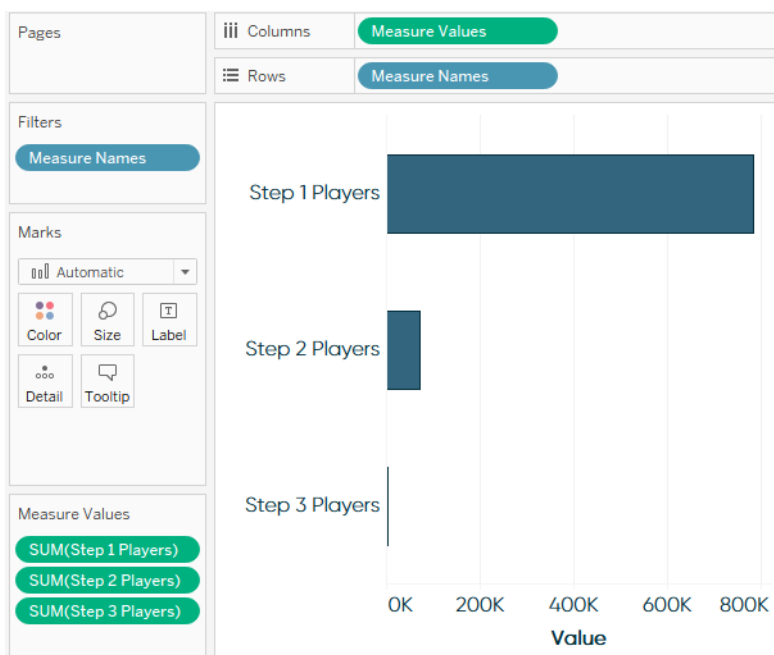 Pages
Columns
Measure Values
Rows
Measure Names
Filters
Measure Names
Marks
Automatic
Color
Size
T
Label
Detail
Tooltip
Measure Values
SUM(Step 1 Players)
SUM(Step 2 Players)
SUM(Step 3 Players)
Step 1 Players
Step 2 Players
Step 3 Players
0K 200K 400K 600K 800K
Value